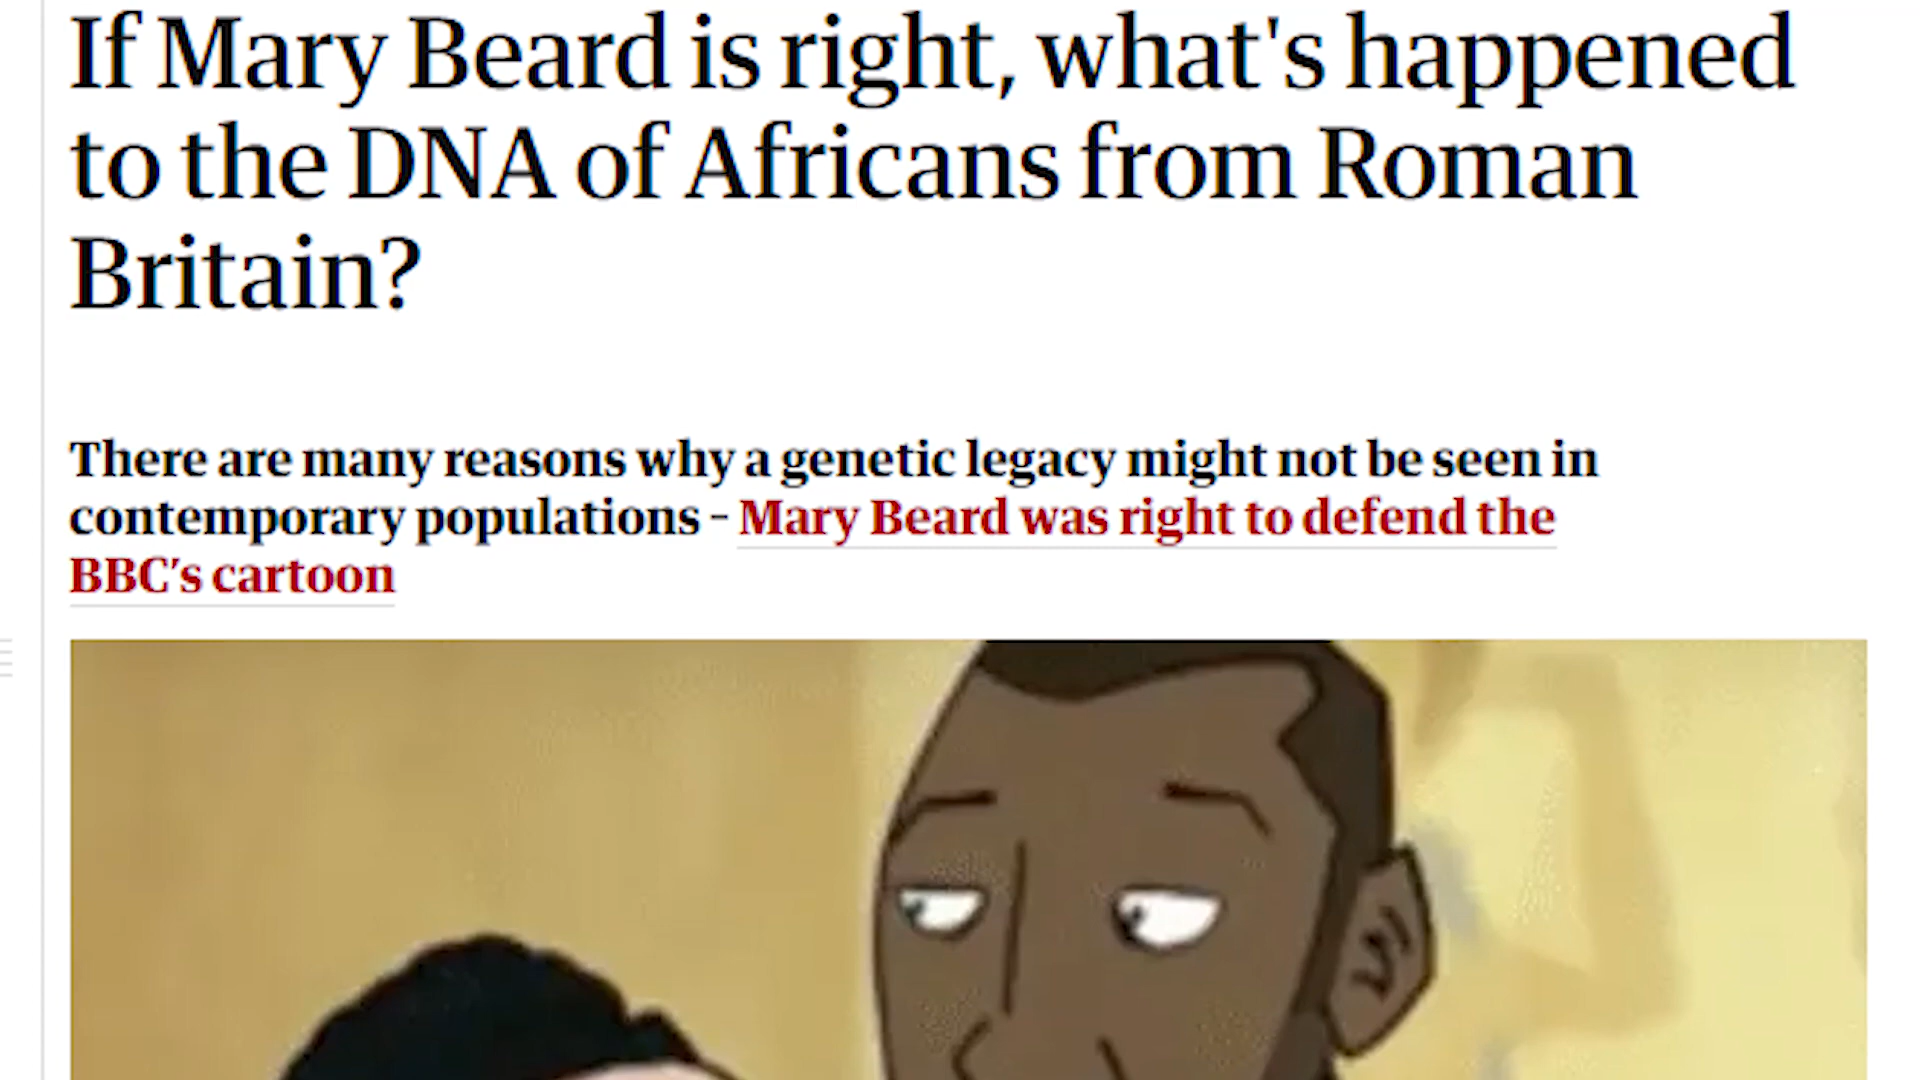 If Mary Beard is right, what's happened
to the DNA of Africans from Roman
Britain?
There are many reasons why a genetic legacy might not be seen in
contemporary populations - Mary Beard was right to defend the
BBC’s cartoon